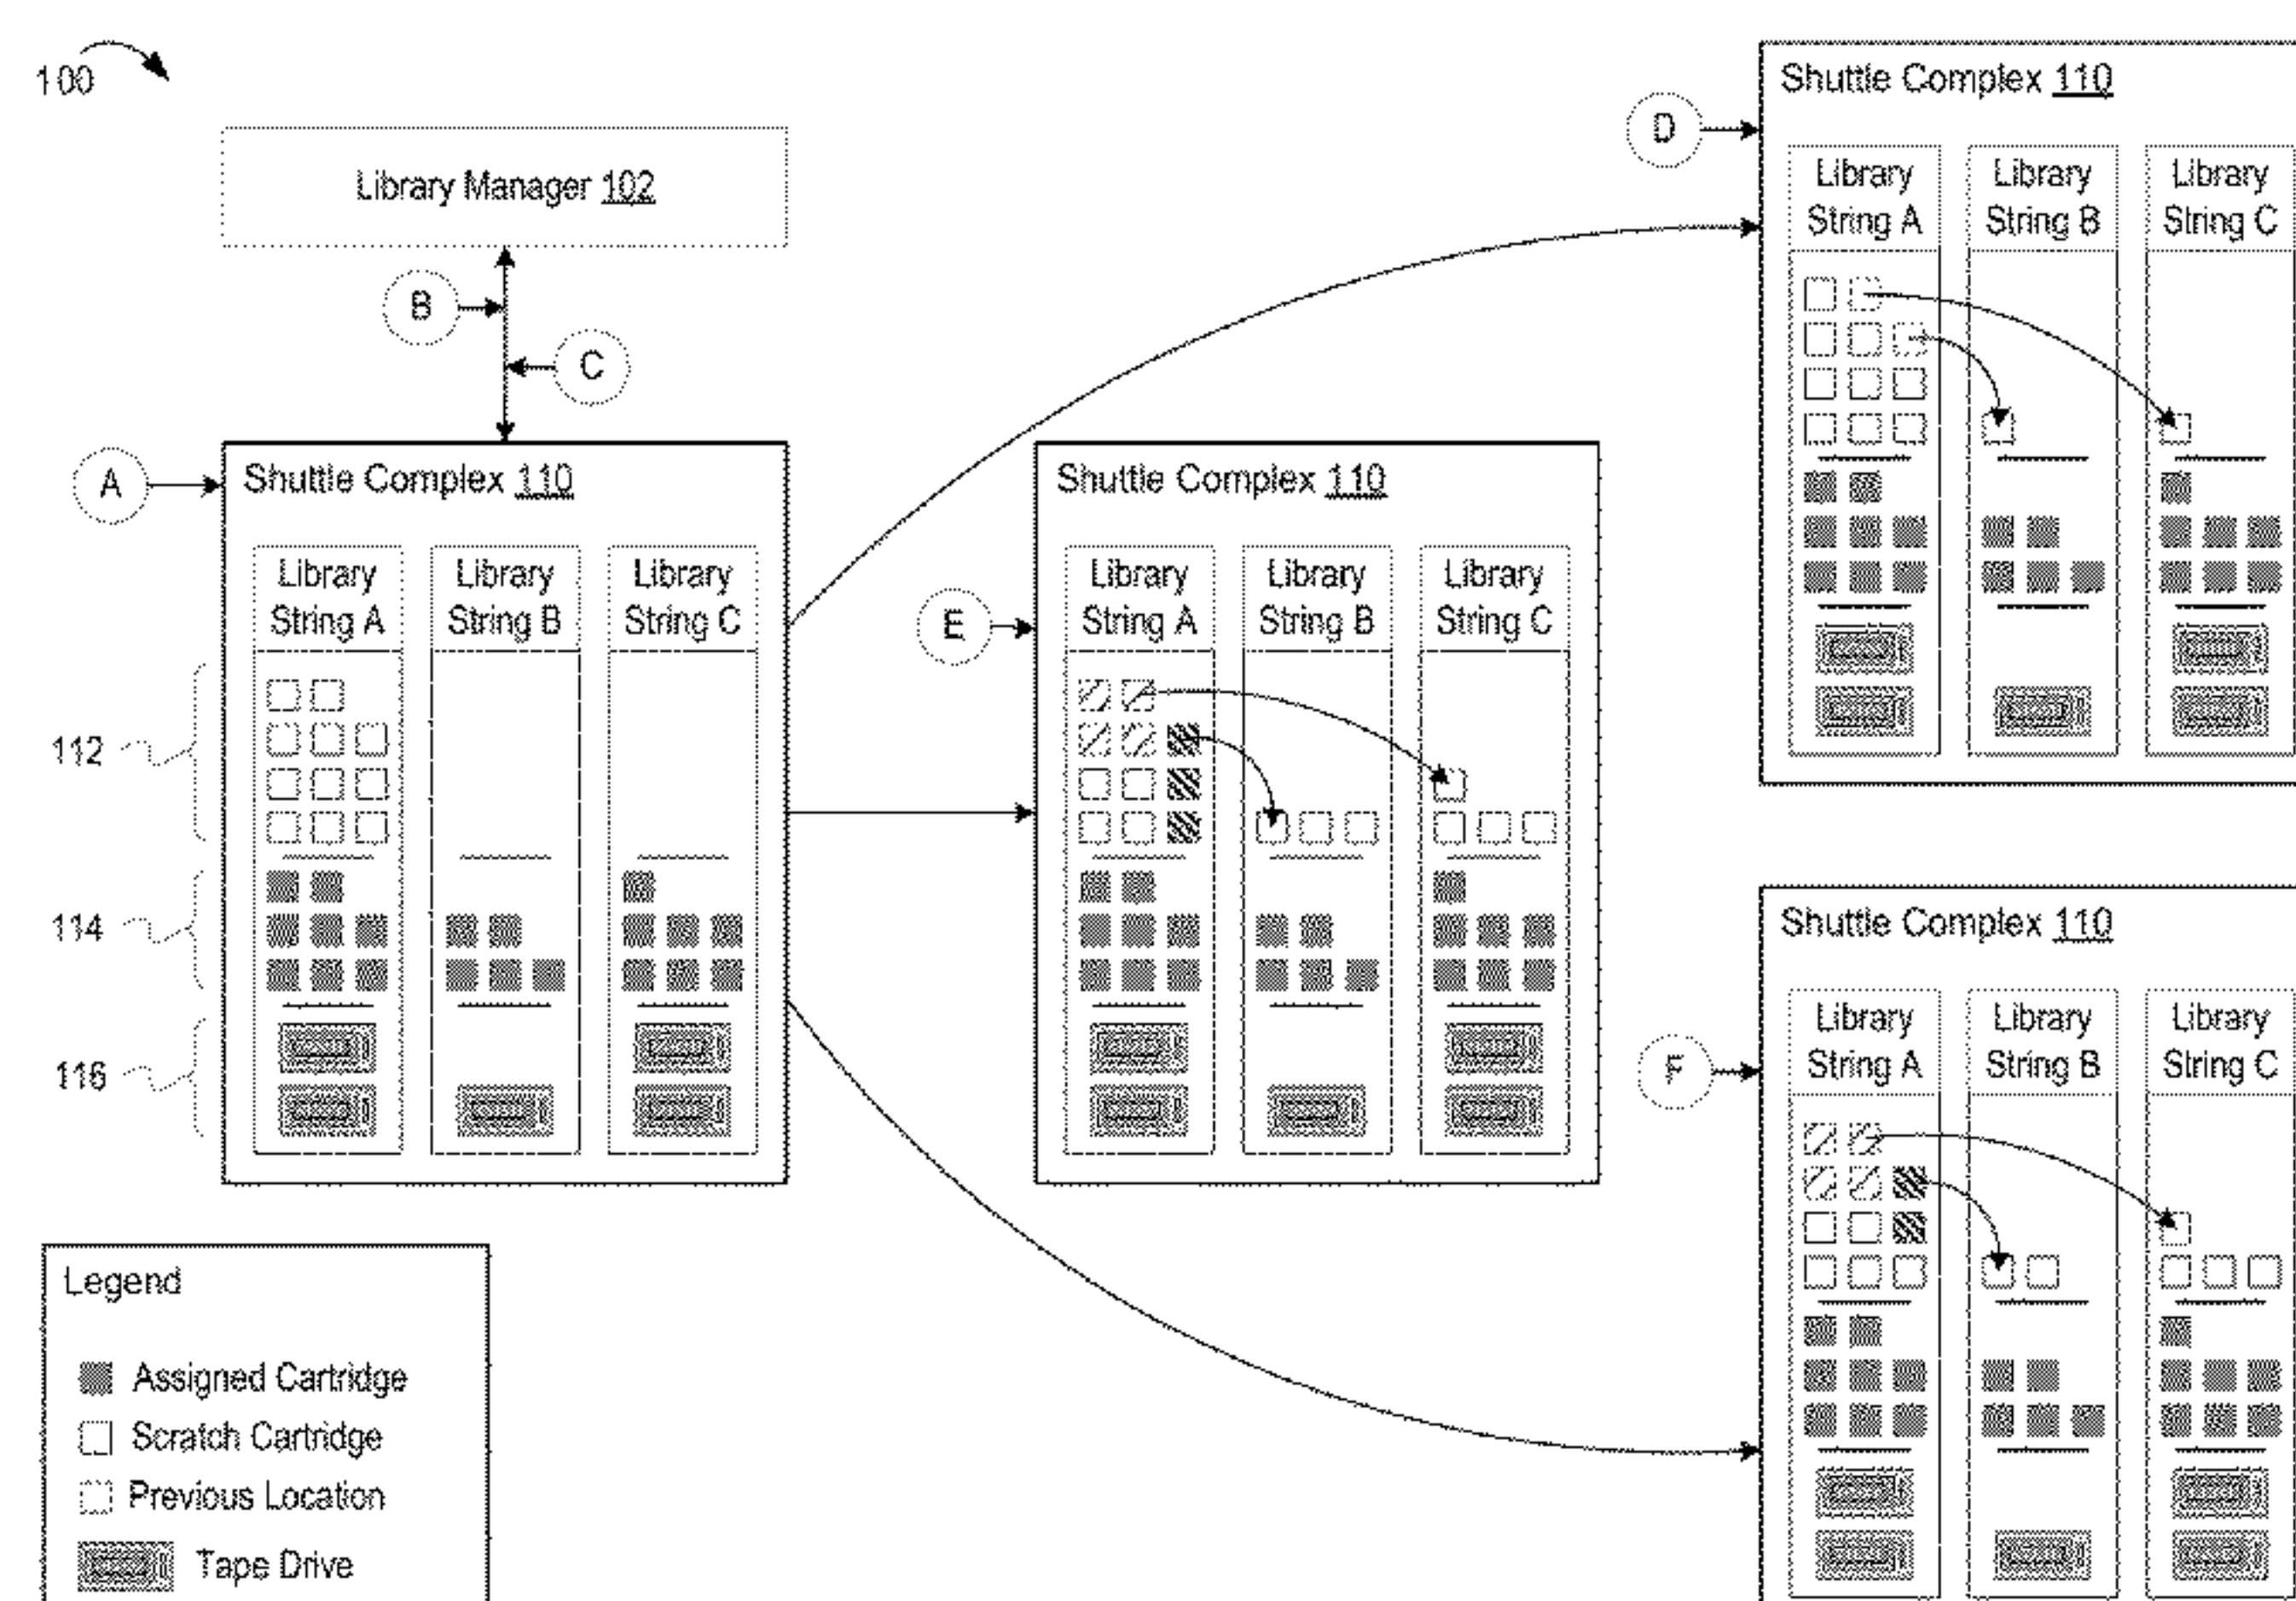 100
Library Manager 102
B
C
A
Shuttle Complex 110
Library
String A
Library
String B
Library
String C
112
114
116
E
Shuttle Complex 110
Library
String A
Library
String B
Library
String C
D
Shuttle Complex 110
Library
String A
Library
String B
Library
String C
F
Shuttle Complex 110
Library
String A
Library
String B
Library
String C
Legend
Assigned Cartridge
Scratch Cartridge
Previous Location
Tape Drive